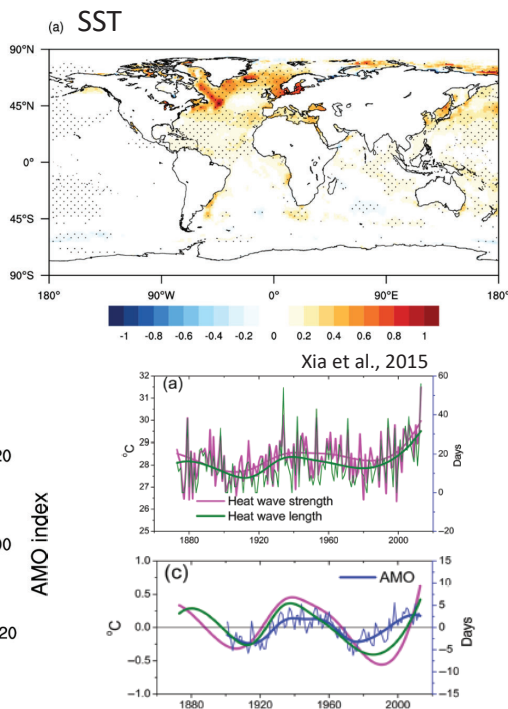 (a) SST
90°N
45°N
0°
45°S
90°S
180° 90°W 0° 90°E 180°
-1 -0.8 -0.6 -0.4 -0.2 0 0.2 0.4 0.6 0.8 1
Xia et al., 2015
(a)
32
31
30
29
28
27
26
25
°C
60
40
20
0
-20
Days
Heat wave strength
Heat wave length
1880 1920 1960 2000
20
00
20
AMO index
(c)
AMO
1.0
0.5
0.0
-0.5
-1.0
°C
15
10
5
0
-5
-10
-15
Days
1880 1920 1960 2000